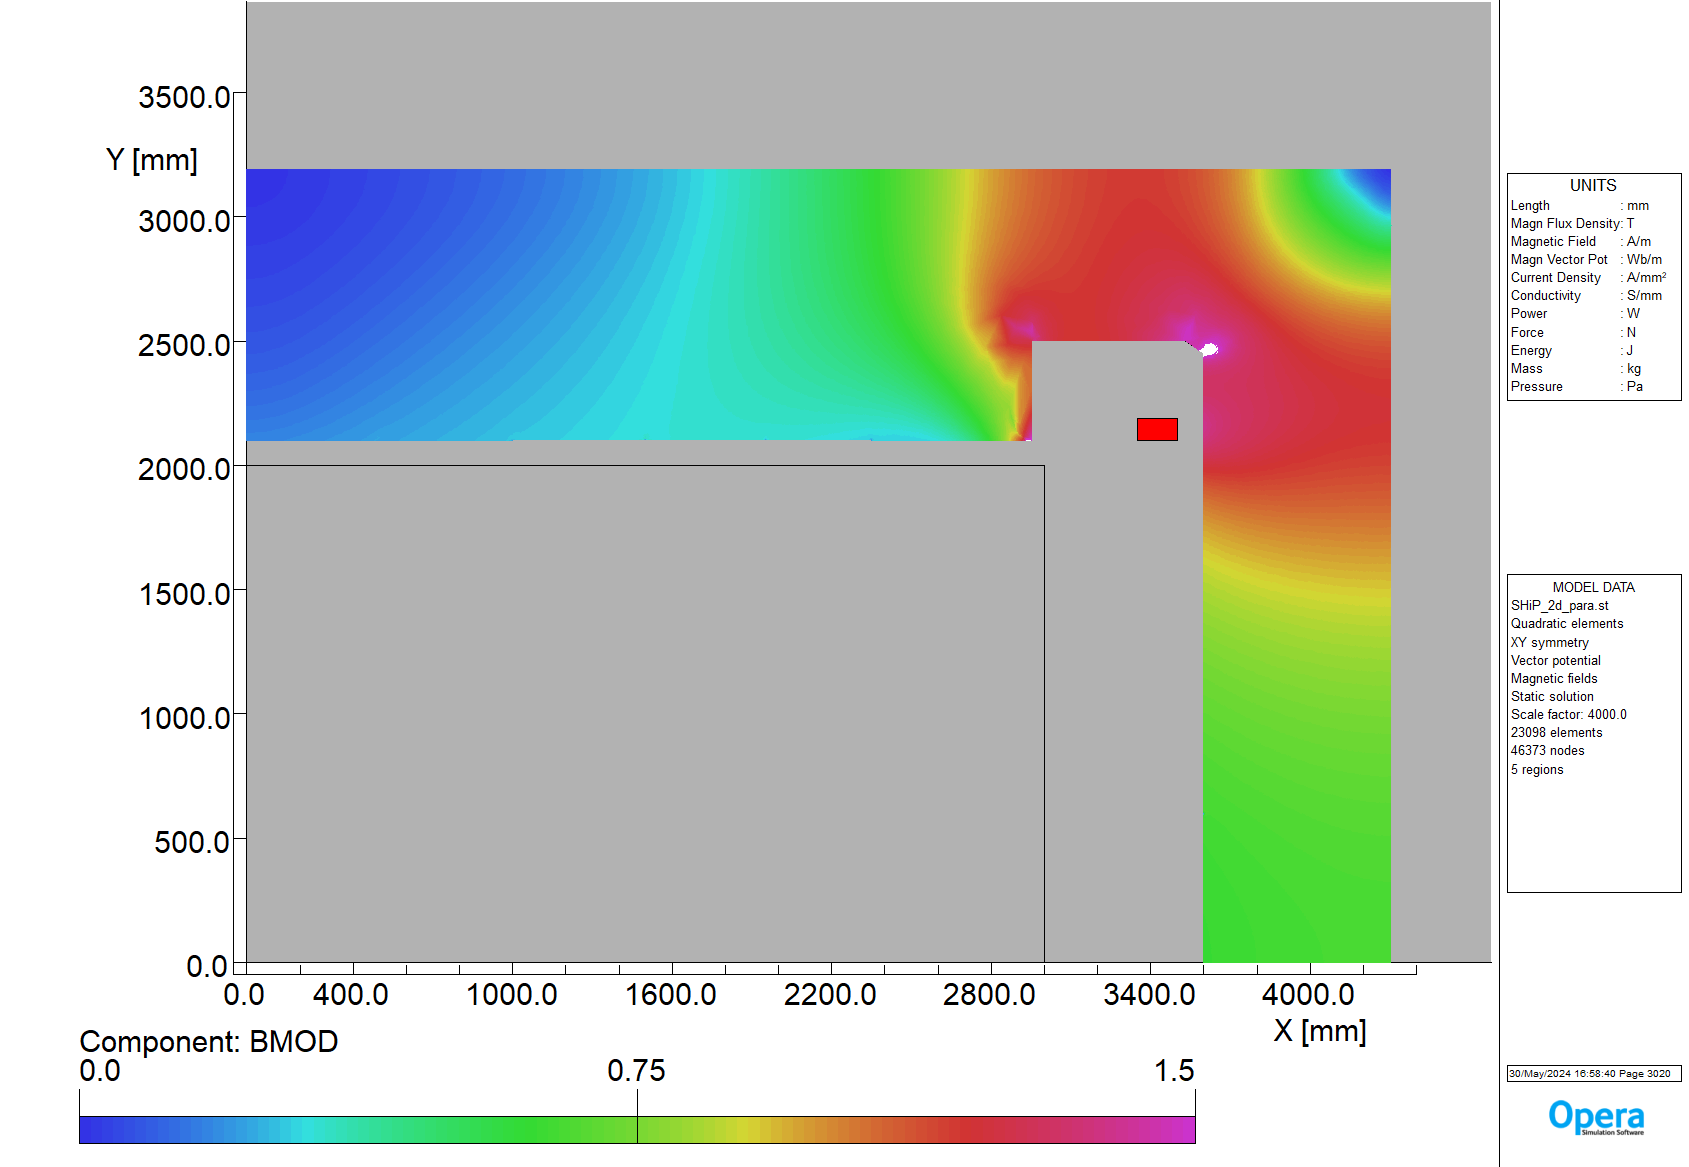 3500.0
Y [mm]
3000.0
2500.0
2000.0
1500.0
1000.0
500.0
0.0
0.0 400.0 1000.0 1600.0 2200.0 2800.0 3400.0 4000.0
X [mm]
Component: BMOD
0.0 0.75 1.5
UNITS
Length : mm
Magn Flux Density: T
Magnetic Field : A/m
Magn Vector Pot : Wb/m
Current Density : A/mm²
Conductivity : S/mm
Power : W
Force : N
Energy : J
Mass : kg
Pressure : Pa
MODEL DATA
SHiP_2d_para.st
Quadratic elements
XY symmetry
Vector potential
Magnetic fields
Static solution
Scale factor: 4000.0
23098 elements
46373 nodes
5 regions
30/May/2024 16:58:40 Page 3020
Opera
Simulation Software